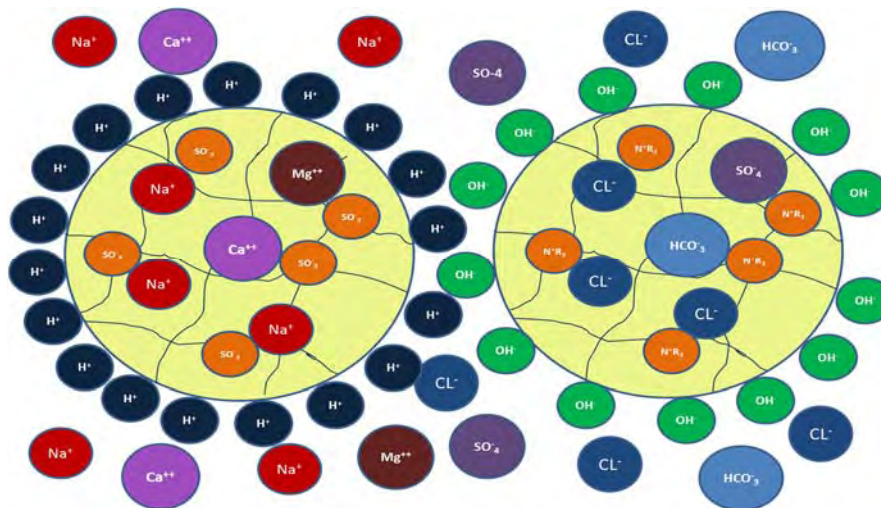 Na⁺
Ca⁺⁺
Na⁺
CL⁻
HCO⁻₃
SO-4
H⁺
H⁺
H⁺
OH⁻
OH⁻
H⁺
H⁺
OH⁻
OH⁻
SO⁻₃
N⁺R₃
H⁺
Mg⁺⁺
H⁺
OH⁻
SO⁻₄
Na⁺
CL⁻
OH⁻
H⁺
SO⁻₃
H⁺
N⁺R₃
SO⁻₃
Ca⁺⁺
N⁺R₃
HCO⁻₃
SO⁻₃
N⁺R₃
H⁺
Na⁺
OH⁻
CL⁻
OH⁻
H⁺
Na⁺
H⁺
CL⁻
SO⁻₃
OH⁻
N⁺R₃
OH⁻
H⁺
H⁺
CL⁻
H⁺
H⁺
OH⁻
OH⁻
H⁺
H⁺
OH⁻
OH⁻
CL⁻
Na⁺
Mg⁺⁺
SO⁻₄
CL⁻
Ca⁺⁺
Na⁺
HCO⁻₃